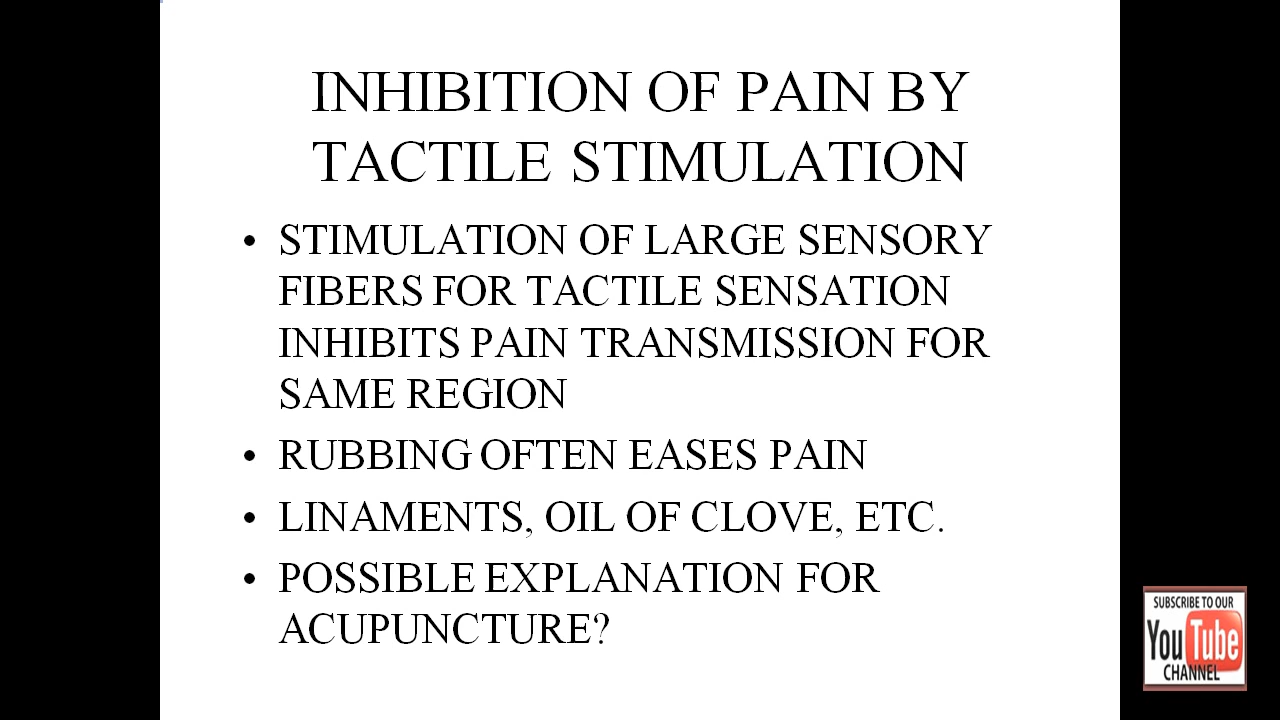 INHIBITION OF PAIN BY
TACTILE STIMULATION
• STIMULATION OF LARGE SENSORY
FIBERS FOR TACTILE SENSATION
INHIBITS PAIN TRANSMISSION FOR
SAME REGION
• RUBBING OFTEN EASES PAIN
• LINAMENTS, OIL OF CLOVE, ETC.
• POSSIBLE EXPLANATION FOR
ACUPUNCTURE?
SUBSCRIBE TO OUR
YouTube
CHANNEL